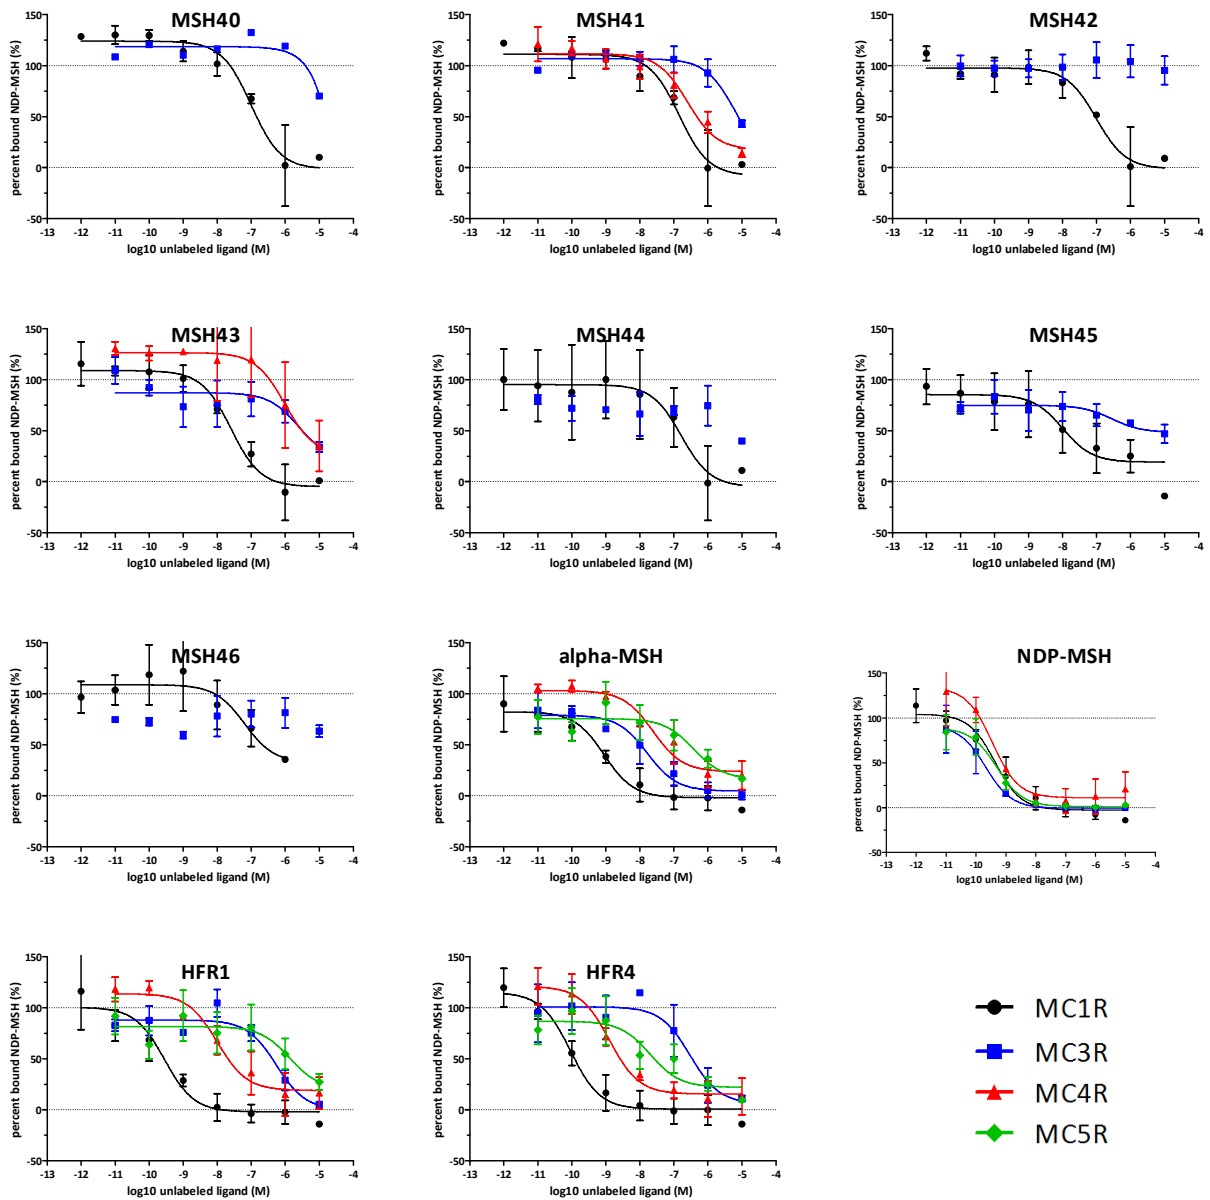 MSH40
MSH41
MSH42
percent bound NDP-MSH (%)
150
100
50
0
-50
-13 -12 -11 -10 -9 -8 -7 -6 -5 -4
log10 unlabeled ligand (M)
percent bound NDP-MSH (%)
150
100
50
0
-50
-13 -12 -11 -10 -9 -8 -7 -6 -5 -4
log10 unlabeled ligand (M)
percent bound NDP-MSH (%)
150
100
50
0
-50
-13 -12 -11 -10 -9 -8 -7 -6 -5 -4
log10 unlabeled ligand (M)
MSH43
MSH44
MSH45
percent bound NDP-MSH (%)
150
100
50
0
-50
-13 -12 -11 -10 -9 -8 -7 -6 -5 -4
log10 unlabeled ligand (M)
percent bound NDP-MSH (%)
150
100
50
0
-50
-13 -12 -11 -10 -9 -8 -7 -6 -5 -4
log10 unlabeled ligand (M)
percent bound NDP-MSH (%)
150
100
50
0
-50
-13 -12 -11 -10 -9 -8 -7 -6 -5 -4
log10 unlabeled ligand (M)
MSH46
alpha-MSH
NDP-MSH
percent bound NDP-MSH (%)
150
100
50
0
-50
-13 -12 -11 -10 -9 -8 -7 -6 -5 -4
log10 unlabeled ligand (M)
percent bound NDP-MSH (%)
150
100
50
0
-50
-13 -12 -11 -10 -9 -8 -7 -6 -5 -4
log10 unlabeled ligand (M)
percent bound NDP-MSH (%)
150
100
50
0
-50
-13 -12 -11 -10 -9 -8 -7 -6 -5 -4
log10 unlabeled ligand (M)
HFR1
HFR4
percent bound NDP-MSH (%)
150
100
50
0
-50
-13 -12 -11 -10 -9 -8 -7 -6 -5 -4
log10 unlabeled ligand (M)
percent bound NDP-MSH (%)
150
100
50
0
-50
-13 -12 -11 -10 -9 -8 -7 -6 -5 -4
log10 unlabeled ligand (M)
MC1R
MC3R
MC4R
MC5R